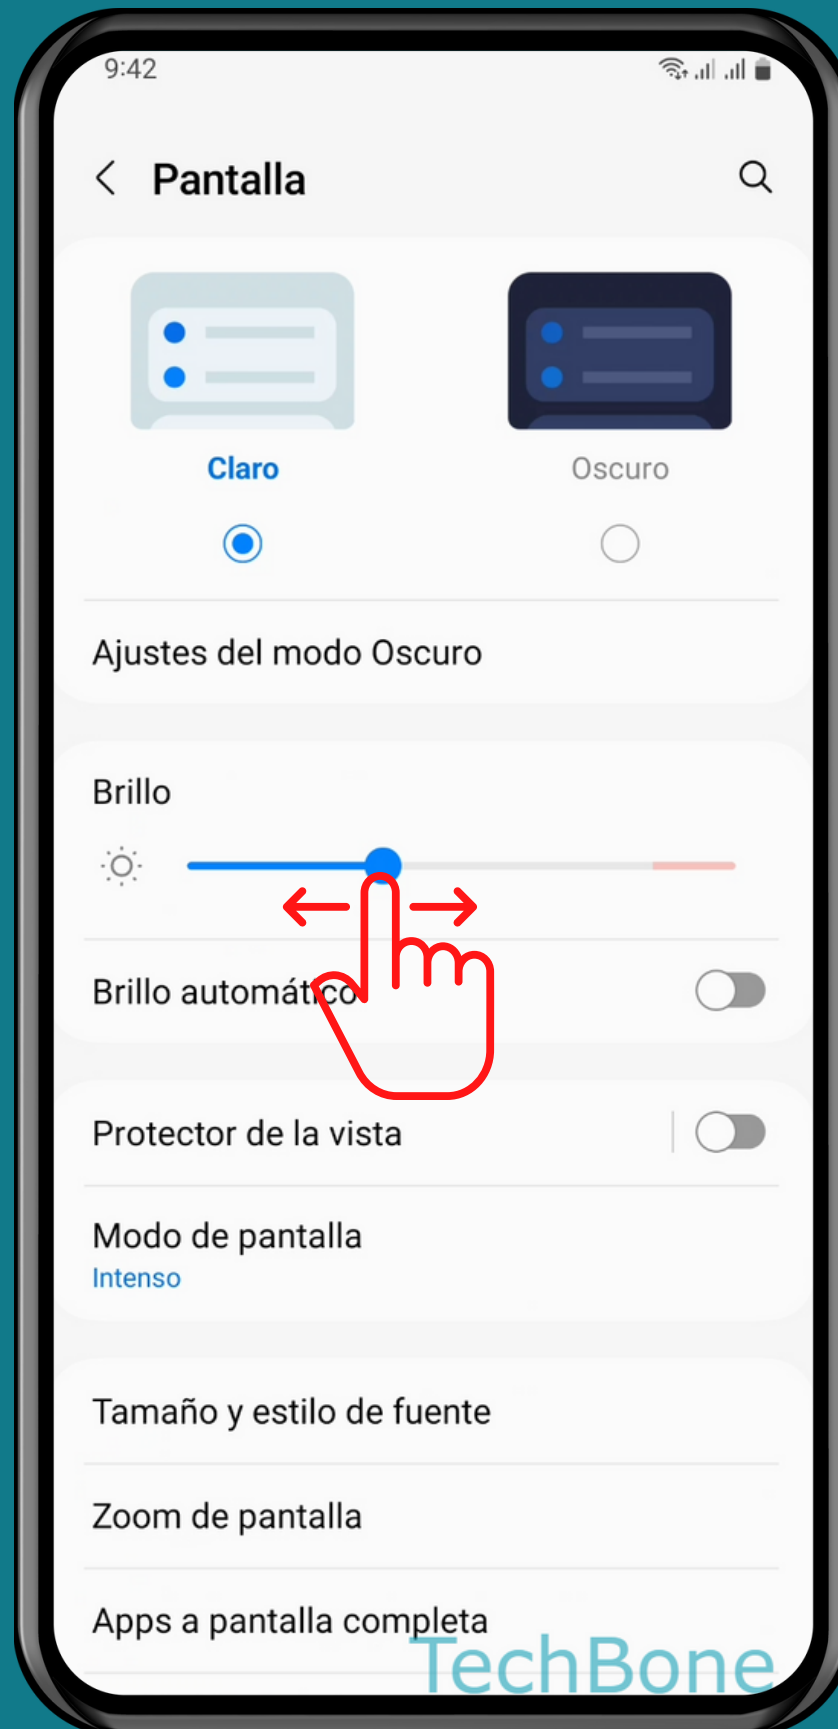 9:42
Pantalla
Claro
Oscuro
Ajustes del modo Oscuro
Brillo
Brillo automático
Protector de la vista
Modo de pantalla
Intenso
Tamaño y estilo de fuente
Zoom de pantalla
Apps a pantalla completa
TechBone